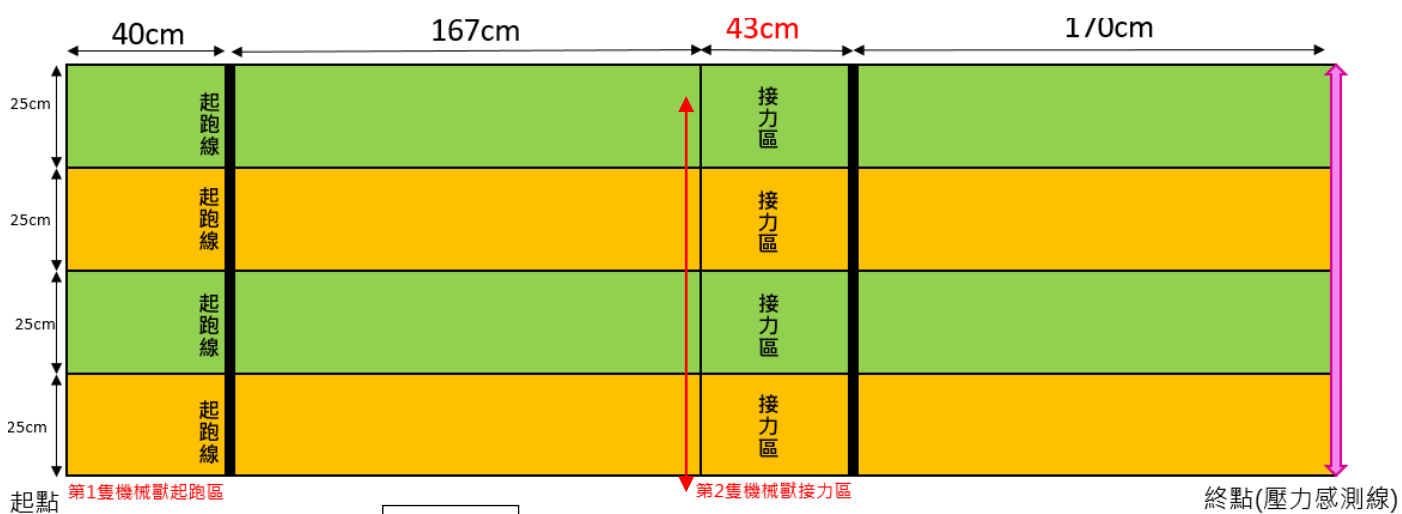 40cm
167cm
43cm
170cm
25cm
起跑線
接力區
25cm
起跑線
接力區
25cm
起跑線
接力區
25cm
起跑線
接力區
起點
第1隻機械獸起跑區
第2隻機械獸接力區
終點(壓力感測線)